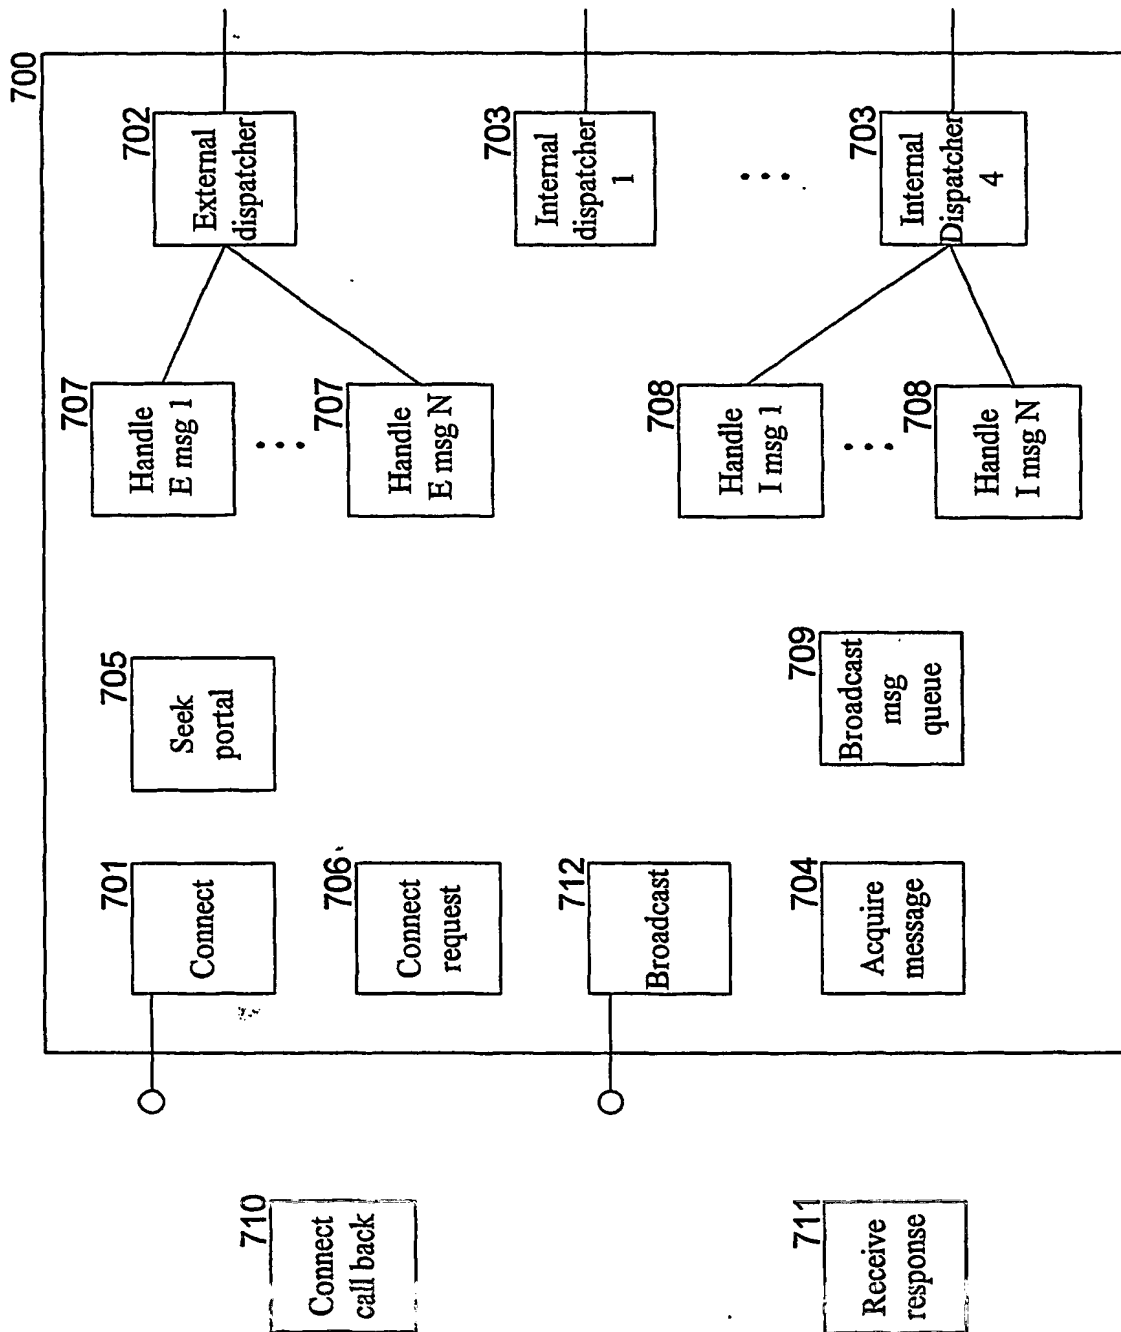 700
701
Connect
705
Seek
portal
707
Handle
E msg 1
702
External
dispatcher
710
Connect
call back
706
Connect
request
707
Handle
E msg N
703
Internal
dispatcher
1
712
Broadcast
708
Handle
I msg 1
711
Receive
response
704
Acquire
message
709
Broadcast
msg
queue
708
Handle
I msg N
703
Internal
Dispatcher
4